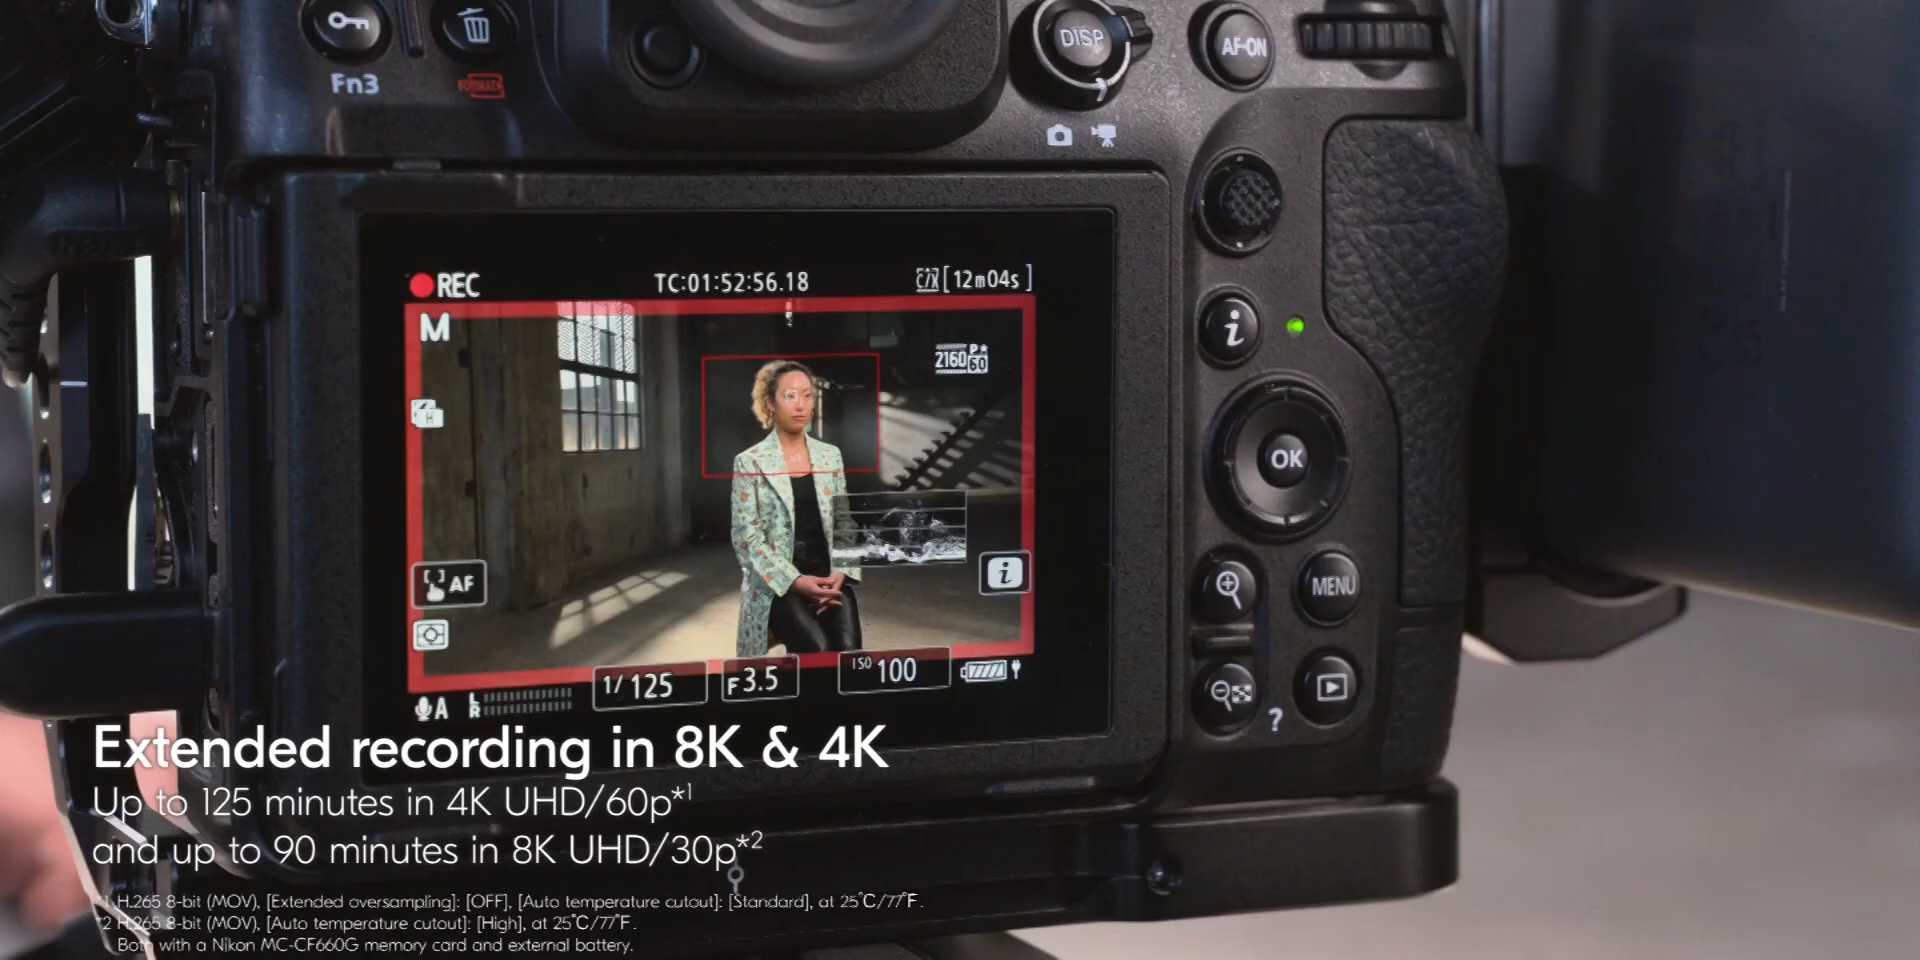 Fn3
DISP
AF-ON
REC
TC:01:52:56.18
[12m04s]
M
2160 P★
60
H
i
OK
AF
i
MENU
1/125
F3.5
ISO 100
A
L
R
?
Extended recording in 8K & 4K
Up to 125 minutes in 4K UHD/60p*1
and up to 90 minutes in 8K UHD/30p*2
*1 H.265 8-bit (MOV), [Extended oversampling]: [OFF], [Auto temperature cutout]: [Standard], at 25°C/77°F.
*2 H.265 8-bit (MOV), [Auto temperature cutout]: [High], at 25°C/77°F.
Both with a Nikon MC-CF660G memory card and external battery.